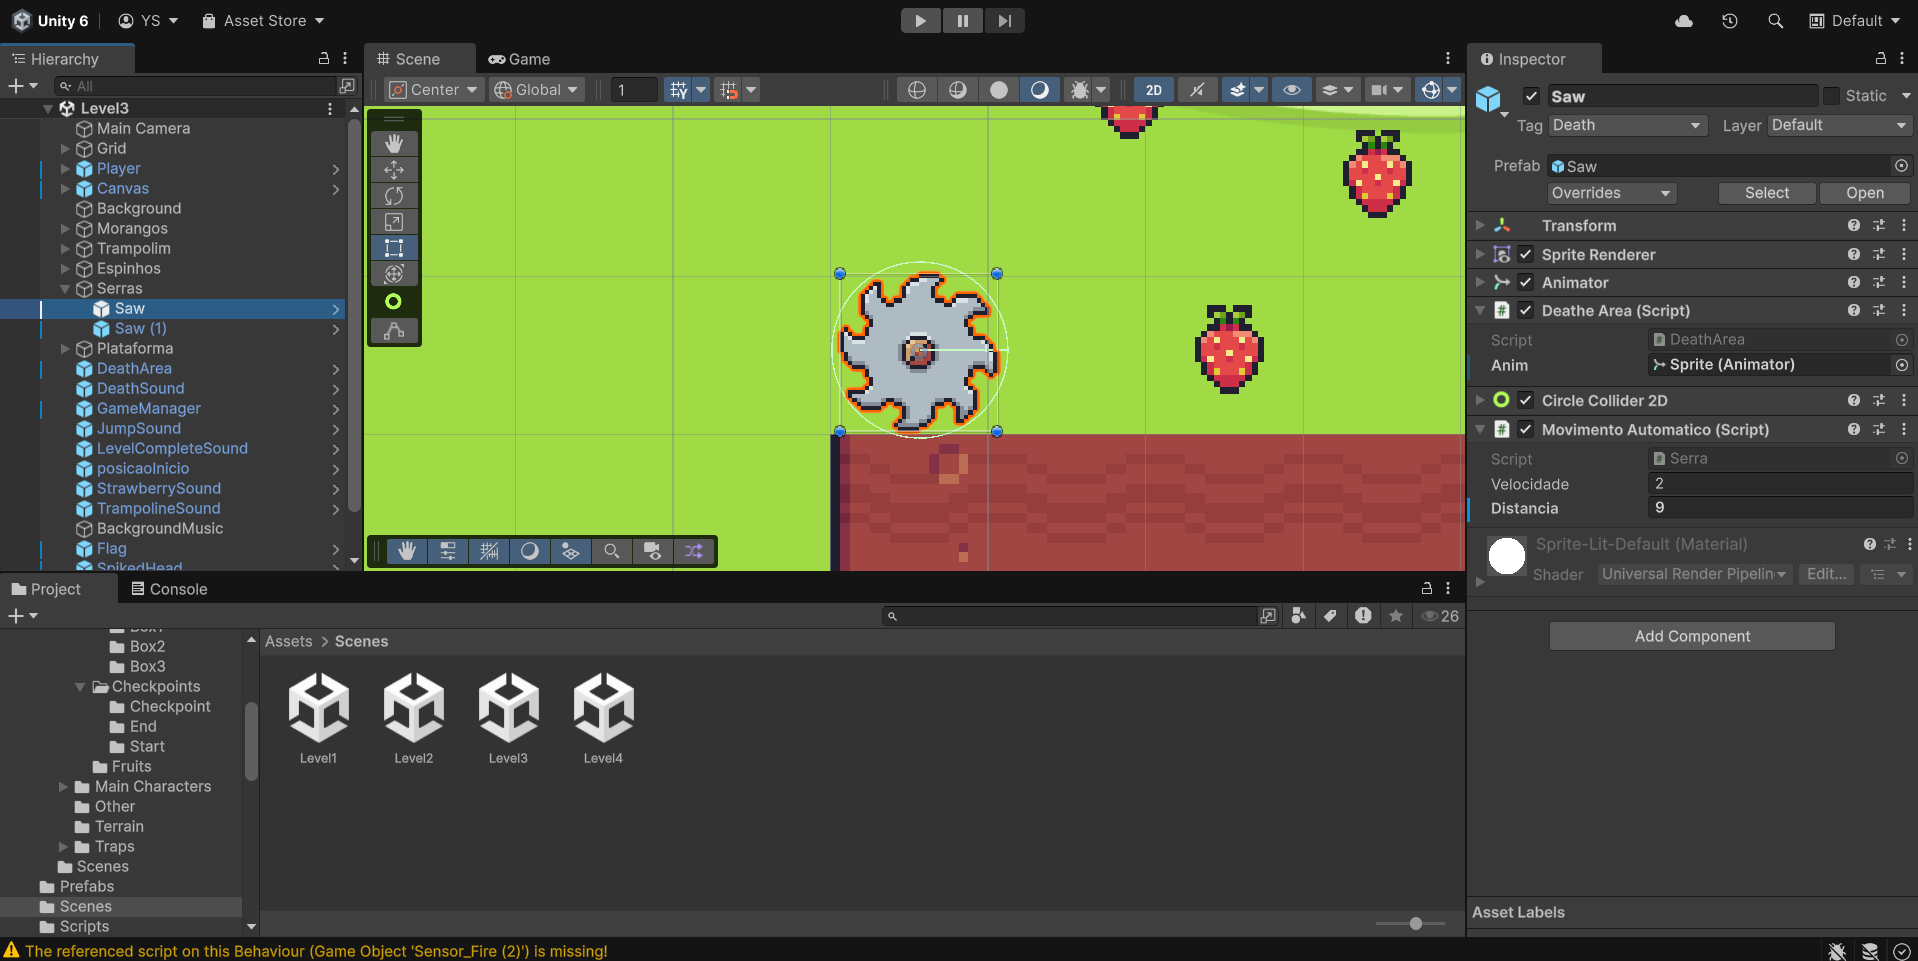 Unity 6
YS
Asset Store
Default
Hierarchy
All
Level3
Main Camera
Grid
Player
Canvas
Background
Morangos
Trampolim
Espinhos
Serras
Saw
Saw (1)
Plataforma
DeathArea
DeathSound
GameManager
JumpSound
LevelCompleteSound
posicaoInicio
StrawberrySound
TrampolineSound
BackgroundMusic
Flag
SpikedHead
Scene
Game
Center
Global
1
2D
Inspector
Saw
Static
Tag
Death
Layer
Default
Prefab
Saw
Overrides
Select
Open
Transform
Sprite Renderer
Animator
Deathe Area (Script)
Script
DeathArea
Anim
Sprite (Animator)
Circle Collider 2D
Movimento Automatico (Script)
Script
Serra
Velocidade
2
Distancia
9
Sprite-Lit-Default (Material)
Shader
Universal Render Pipelin
Edit...
Add Component
Asset Labels
Project
Console
26
Box1
Box2
Box3
Checkpoints
Checkpoint
End
Start
Fruits
Main Characters
Other
Terrain
Traps
Scenes
Prefabs
Scenes
Scripts
Assets > Scenes
Level1
Level2
Level3
Level4
The referenced script on this Behaviour (Game Object 'Sensor_Fire (2)') is missing!